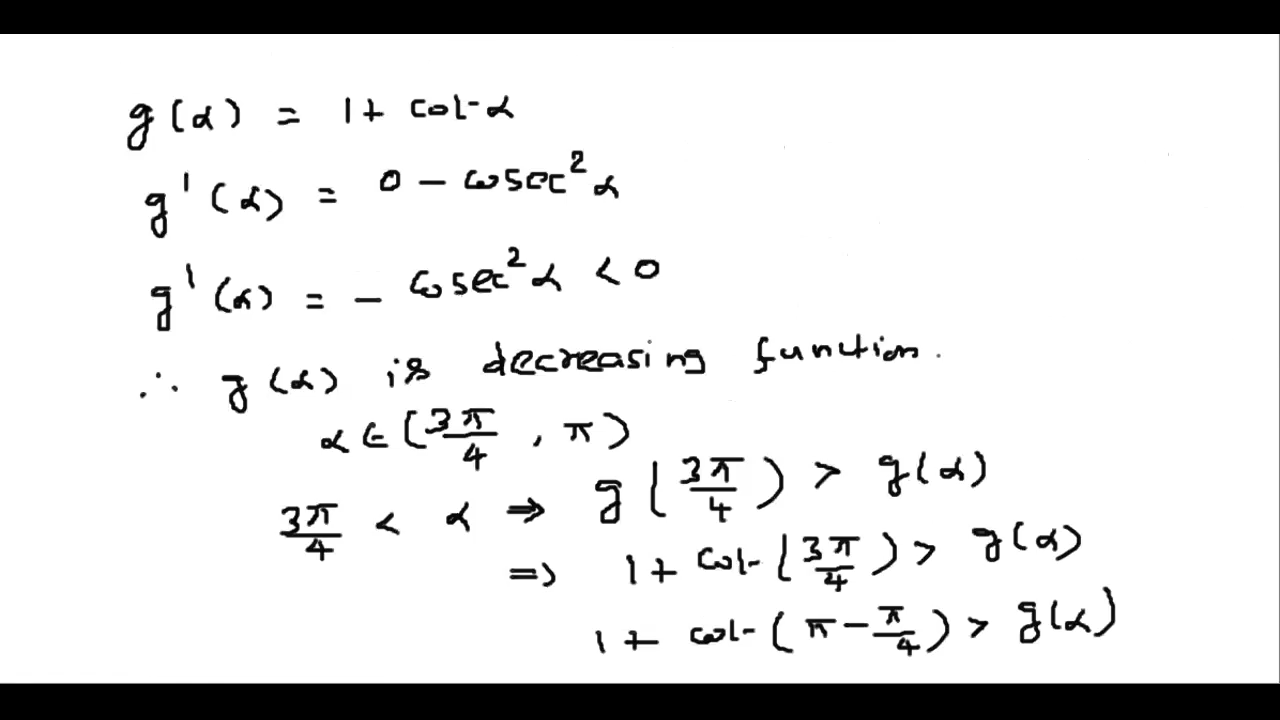 g(α) = 1 + cot α
g'(α) = 0 - cosec²α
g'(α) = - cosec²α < 0
∴ g(α) is decreasing function.
α ∈ (3π/4, π)
3π/4 < α ⇒ g(3π/4) > g(α)
⇒ 1 + cot(3π/4) > g(α)
1 + cot(π - π/4) > g(α)